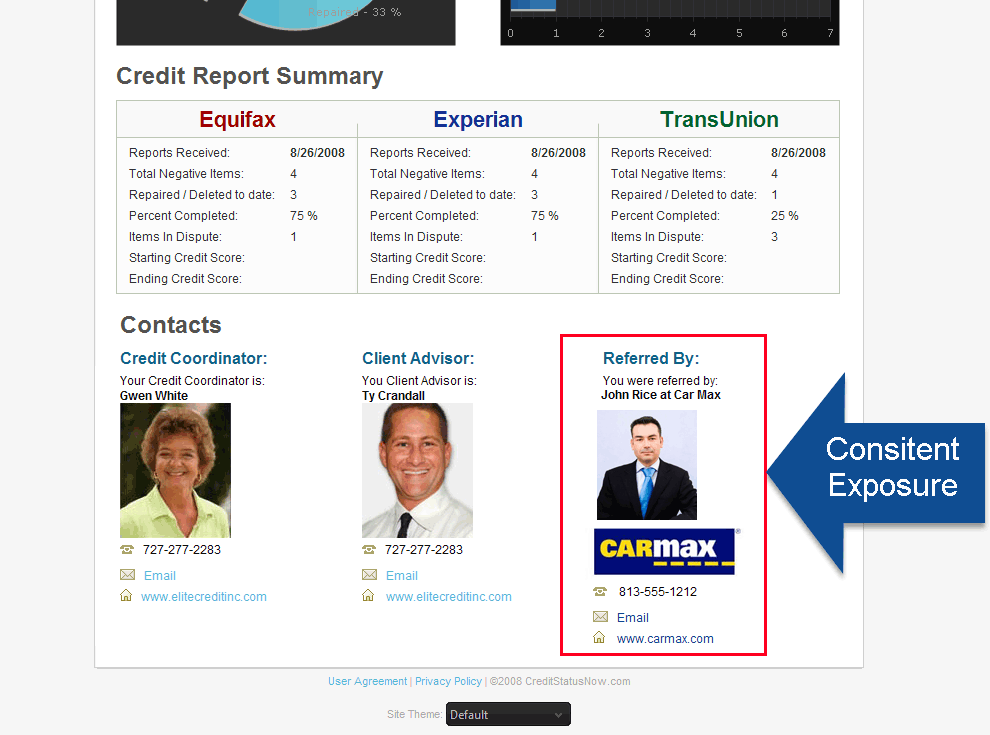 Repaired - 33 %
0 1 2 3 4 5 6 7
Credit Report Summary
Equifax Experian TransUnion
Reports Received: 8/26/2008 Reports Received: 8/26/2008 Reports Received: 8/26/2008
Total Negative Items: 4 Total Negative Items: 4 Total Negative Items: 4
Repaired / Deleted to date: 3 Repaired / Deleted to date: 3 Repaired / Deleted to date: 1
Percent Completed: 75 % Percent Completed: 75 % Percent Completed: 25 %
Items In Dispute: 1 Items In Dispute: 1 Items In Dispute: 3
Starting Credit Score: Starting Credit Score: Starting Credit Score:
Ending Credit Score: Ending Credit Score: Ending Credit Score:
Contacts
Credit Coordinator:
Your Credit Coordinator is:
Gwen White
727-277-2283
Email
www.elitecreditinc.com
Client Advisor:
You Client Advisor is:
Ty Crandall
727-277-2283
Email
www.elitecreditinc.com
Referred By:
You were referred by:
John Rice at Car Max
CARMAX®
813-555-1212
Email
www.carmax.com
Consitent
Exposure
User Agreement | Privacy Policy | ©2008 CreditStatusNow.com
Site Theme: Default